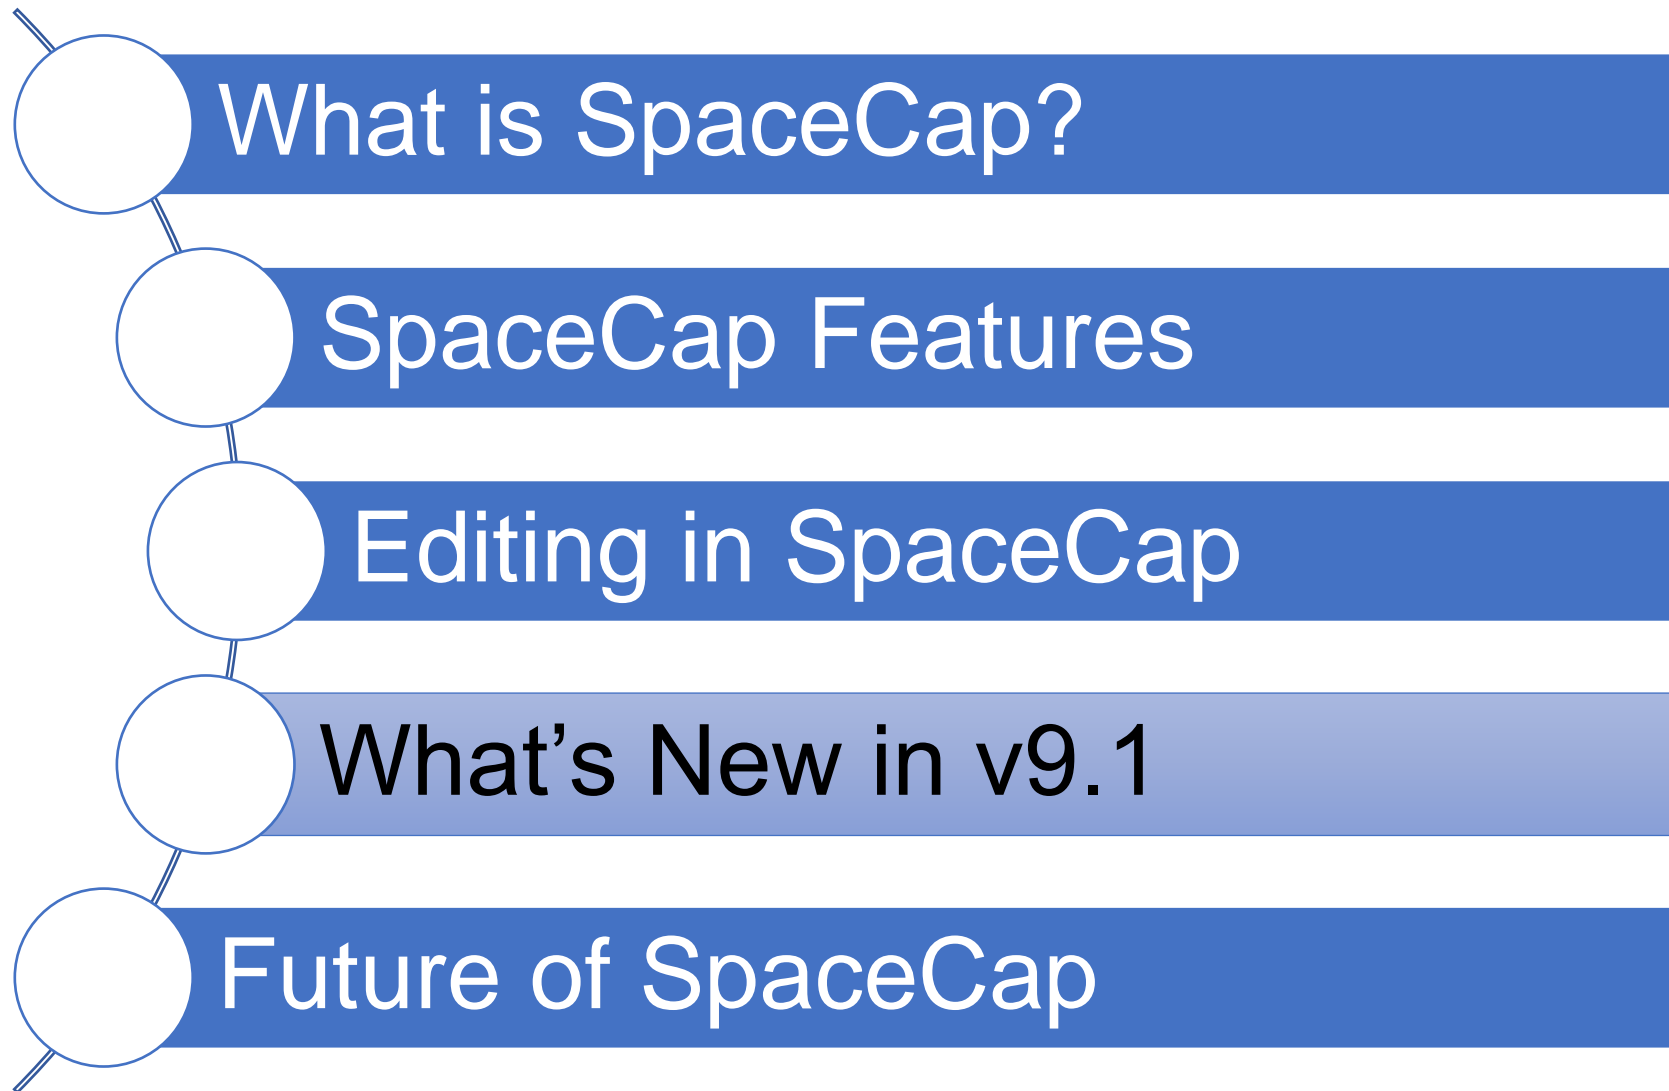 What is SpaceCap?
SpaceCap Features
Editing in SpaceCap
What’s New in v9.1
Future of SpaceCap